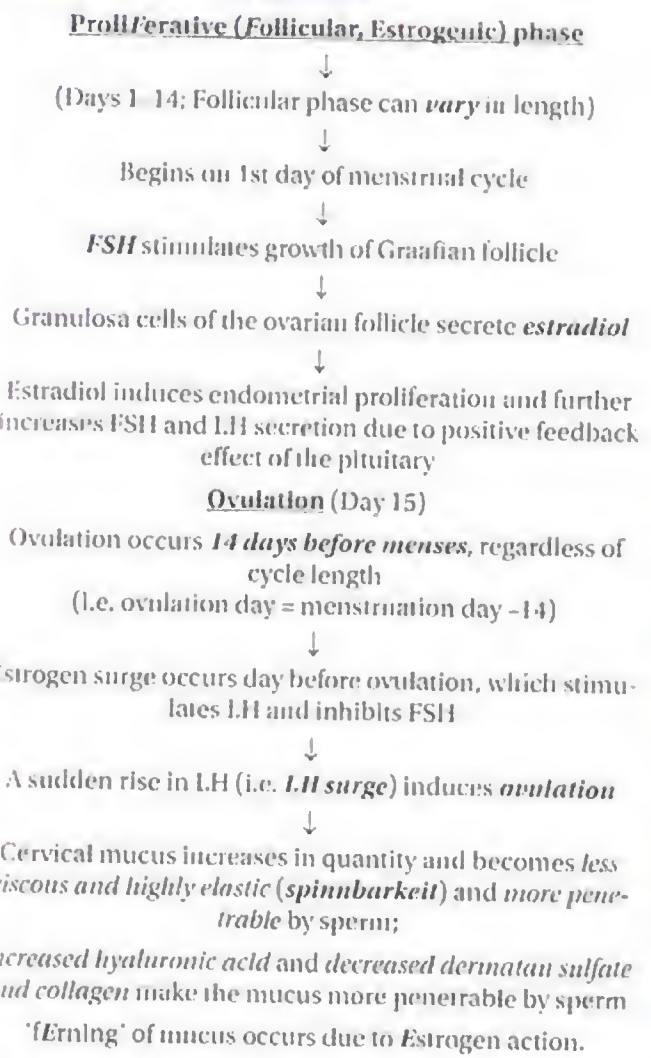 ProliFerative (Follicular, Estrogenic) phase
↓
(Days 1–14; Follicular phase can vary in length)
↓
Begins on 1st day of menstrual cycle
↓
FSH stimulates growth of Graafian follicle
↓
Granulosa cells of the ovarian follicle secrete estradiol
↓
Estradiol induces endometrial proliferation and further
increases FSH and LH secretion due to positive feedback
effect of the pituitary
Ovulation (Day 15)
Ovulation occurs 14 days before menses, regardless of
cycle length
(i.e. ovulation day = menstruation day –14)
↓
Estrogen surge occurs day before ovulation, which stimu-
lates LH and inhibits FSH
↓
A sudden rise in LH (i.e. LH surge) induces ovulation
↓
Cervical mucus increases in quantity and becomes less
viscous and highly elastic (spinnbarkeit) and more pene-
trable by sperm;
increased hyaluronic acid and decreased dermatan sulfate
and collagen make the mucus more penetrable by sperm
'fErning' of mucus occurs due to Estrogen action.